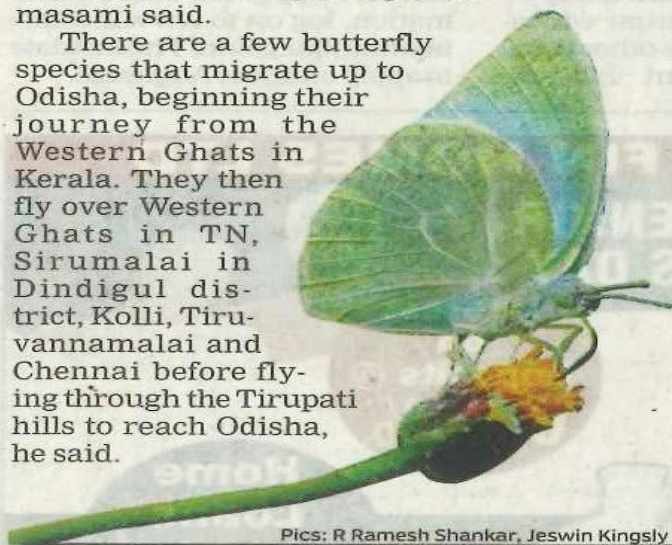 masami said.
There are a few butterfly
species that migrate up to
Odisha, beginning their
journey from the
Western Ghats in
Kerala. They then
fly over Western
Ghats in TN,
Sirumalai in
Dindigul dis-
trict, Kolli, Tiru-
vannamalai and
Chennai before fly-
ing through the Tirupati
hills to reach Odisha,
he said.
Pics: R Ramesh Shankar, Jeswin Kingsly